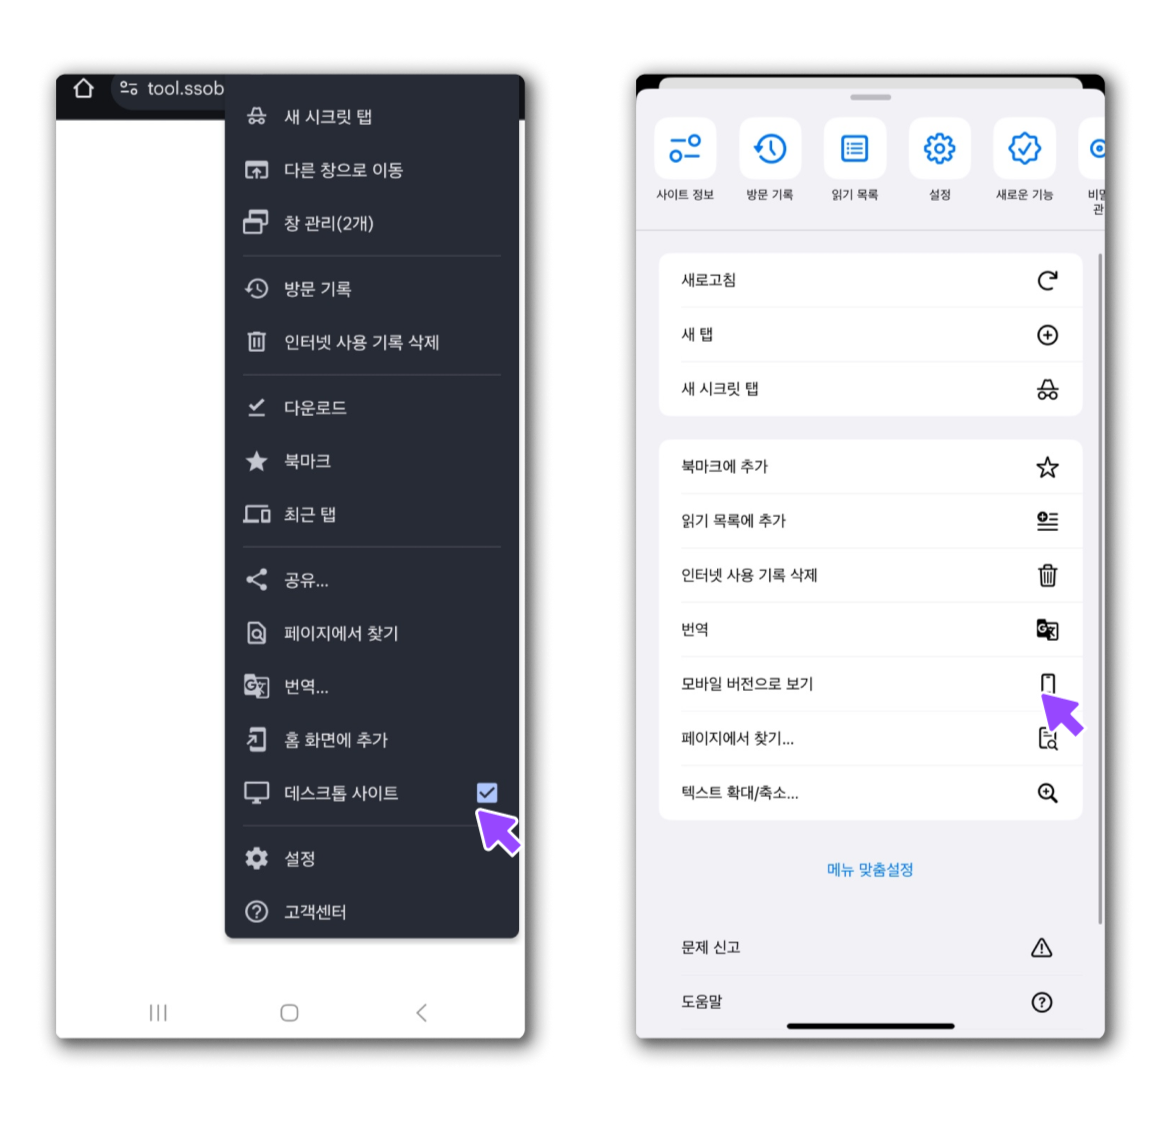 tool.ssob
새 시크릿 탭
다른 창으로 이동
창 관리(2개)
방문 기록
인터넷 사용 기록 삭제
다운로드
북마크
최근 탭
공유...
페이지에서 찾기
번역...
홈 화면에 추가
데스크톱 사이트
설정
고객센터
사이트 정보
방문 기록
읽기 목록
설정
새로운 기능
관
새로고침
새 탭
새 시크릿 탭
북마크에 추가
읽기 목록에 추가
인터넷 사용 기록 삭제
번역
모바일 버전으로 보기
페이지에서 찾기...
텍스트 확대/축소...
메뉴 맞춤설정
문제 신고
도움말